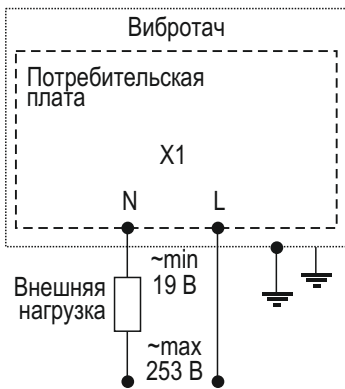 Вибротач
Потребительская
плата
X1
N L
~min
19 В
Внешняя
нагрузка
~max
253 В